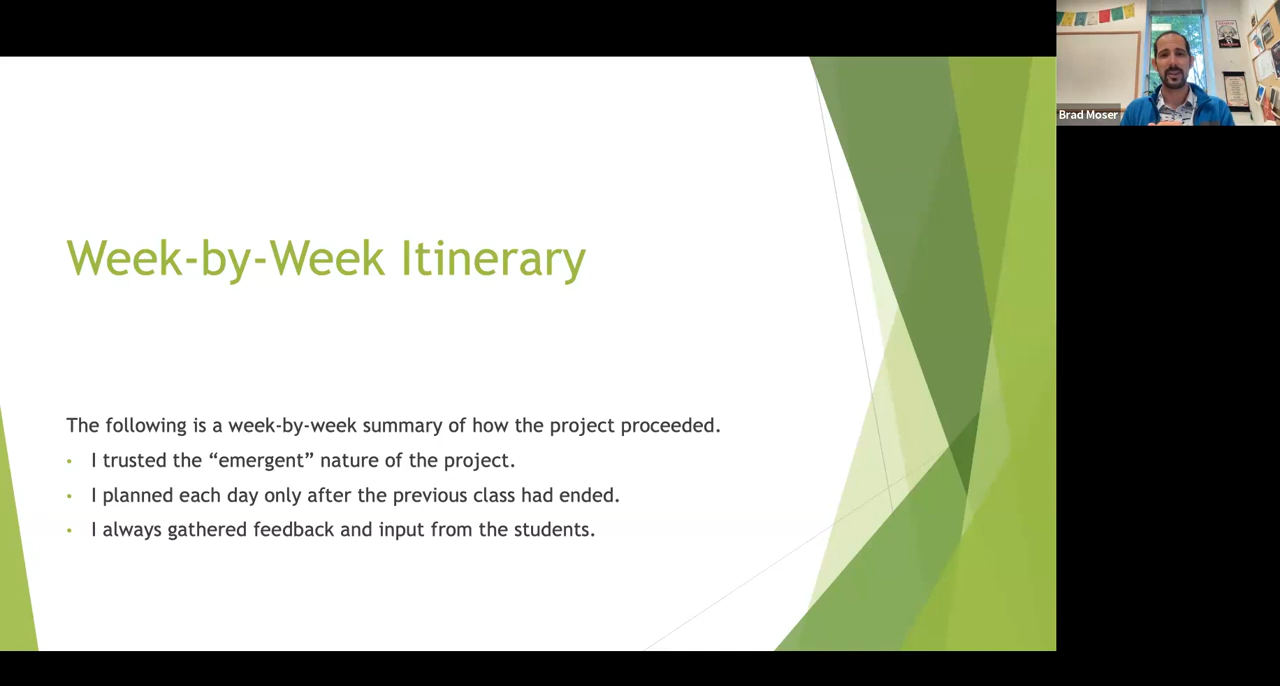 Week-by-Week Itinerary
The following is a week-by-week summary of how the project proceeded.
• I trusted the “emergent” nature of the project.
• I planned each day only after the previous class had ended.
• I always gathered feedback and input from the students.
Brad Moser